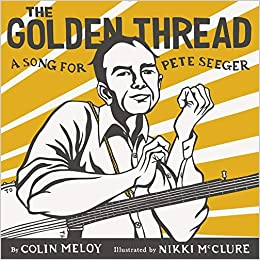 THE
GOLDEN THREAD
A SONG FOR PETE SEEGER
By COLIN MELOY Illustrated by NIKKI McCLURE